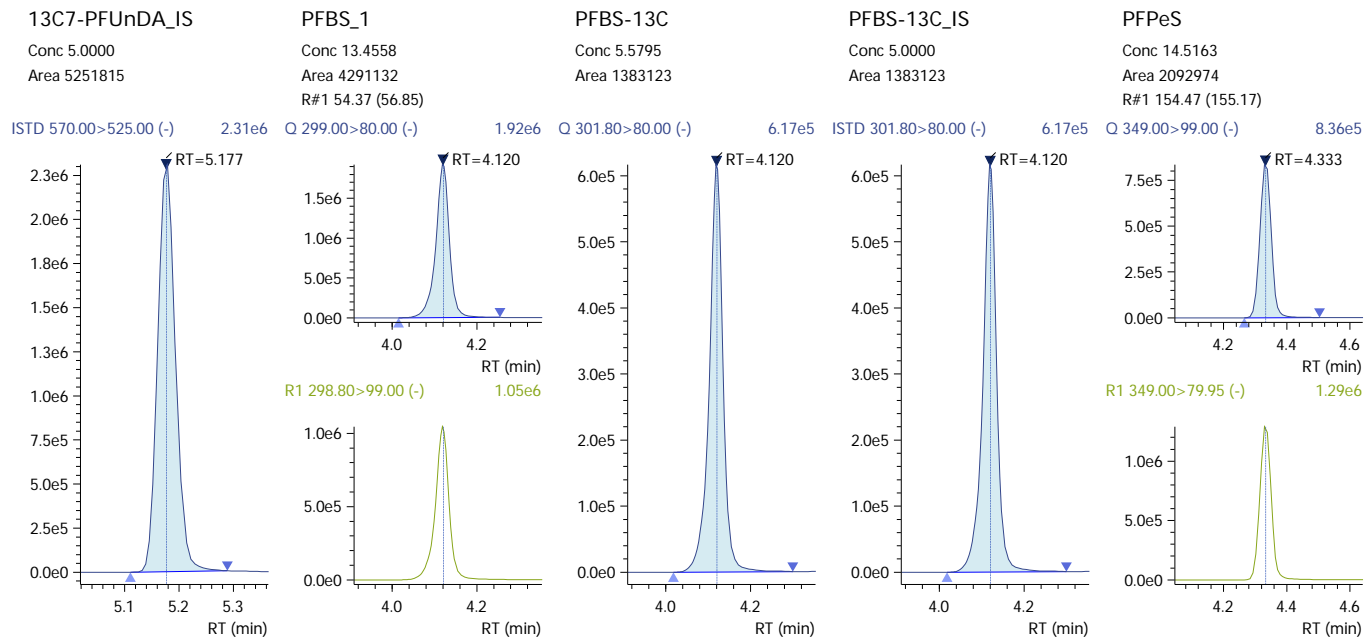 13C7-PFUnDA_IS
Conc 5.0000
Area 5251815
ISTD 570.00>525.00 (-) 2.31e6
RT=5.177
2.3e6
2.0e6
1.8e6
1.5e6
1.3e6
1.0e6
7.5e5
5.0e5
2.5e5
0.0e0
5.1 5.2 5.3
RT (min)
PFBS_1
Conc 13.4558
Area 4291132
R#1 54.37 (56.85)
Q 299.00>80.00 (-) 1.92e6
RT=4.120
1.5e6
1.0e6
5.0e5
0.0e0
4.0 4.2
RT (min)
R1 298.80>99.00 (-) 1.05e6
1.0e6
5.0e5
0.0e0
4.0 4.2
RT (min)
PFBS-13C
Conc 5.5795
Area 1383123
Q 301.80>80.00 (-) 6.17e5
RT=4.120
6.0e5
5.0e5
4.0e5
3.0e5
2.0e5
1.0e5
0.0e0
4.0 4.2
RT (min)
PFBS-13C_IS
Conc 5.0000
Area 1383123
ISTD 301.80>80.00 (-) 6.17e5
RT=4.120
6.0e5
5.0e5
4.0e5
3.0e5
2.0e5
1.0e5
0.0e0
4.0 4.2
RT (min)
PFPeS
Conc 14.5163
Area 2092974
R#1 154.47 (155.17)
Q 349.00>99.00 (-) 8.36e5
RT=4.333
7.5e5
5.0e5
2.5e5
0.0e0
4.2 4.4 4.6
RT (min)
R1 349.00>79.95 (-) 1.29e6
1.0e6
5.0e5
0.0e0
4.2 4.4 4.6
RT (min)